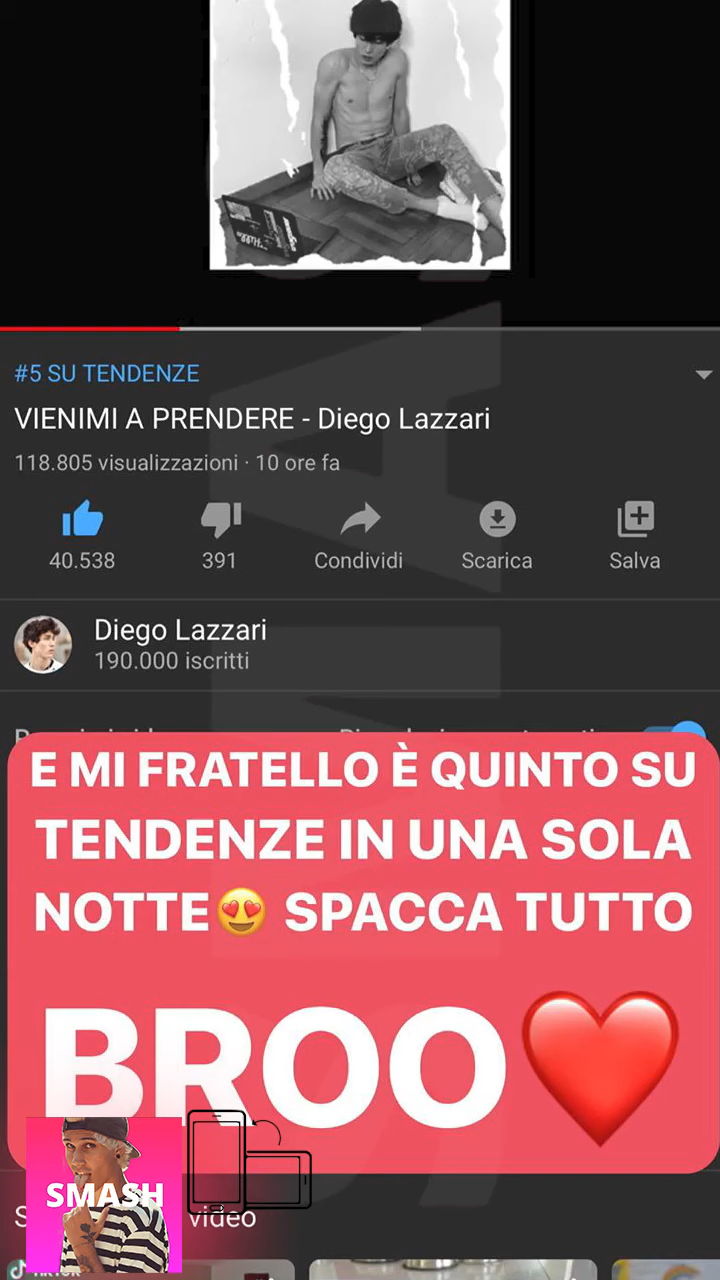 #5 SU TENDENZE
VIENIMI A PRENDERE - Diego Lazzari
118.805 visualizzazioni · 10 ore fa
40.538
391
Condividi
Scarica
Salva
Diego Lazzari
190.000 iscritti
E MI FRATELLO È QUINTO SU
TENDENZE IN UNA SOLA
NOTTE😍 SPACCA TUTTO
BROO❤️
SMASH
video